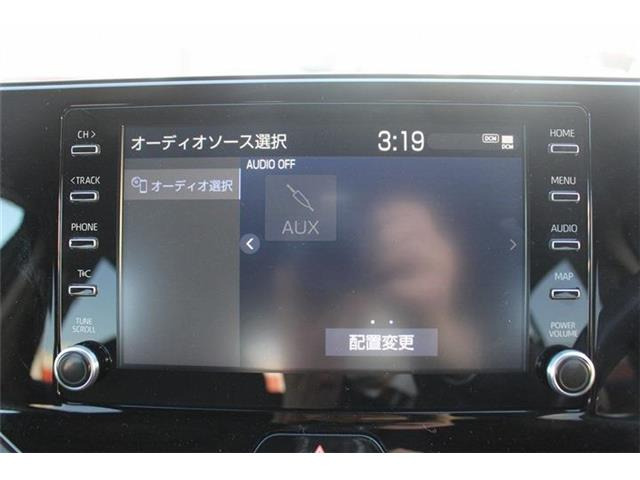 CH >
オーディオソース選択
3:19
DCM
DCM
HOME
< TRACK
オーディオ選択
AUDIO OFF
AUX
MENU
PHONE
AUDIO
T>C
MAP
TUNE
SCROLL
配置変更
POWER
VOLUME